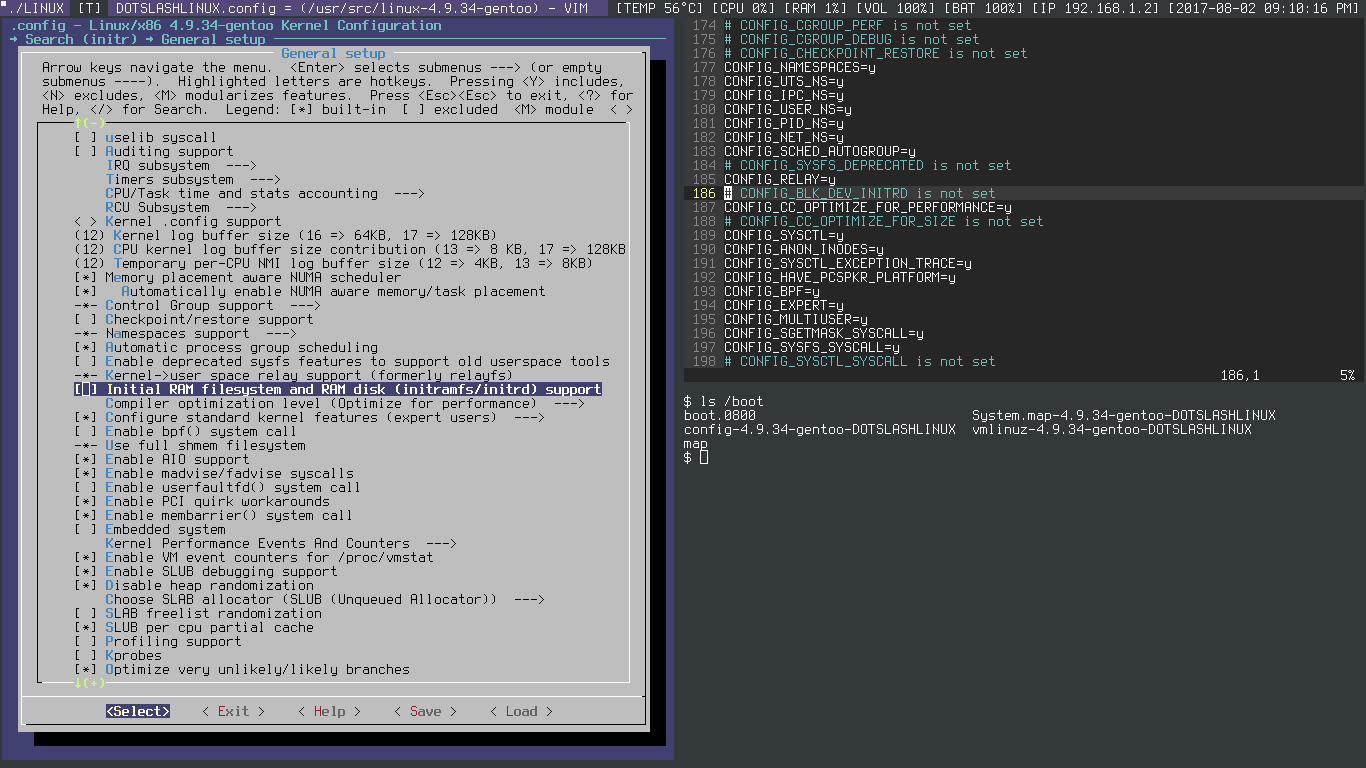 ./LINUX [T] DOTSLASHLINUX.config = (/usr/src/linux-4.9.34-gentoo) - VIM [TEMP 56°C] [CPU 0%] [RAM 1%] [VOL 100%] [BAT 100%] [IP 192.168.1.2] [2017-08-02 09:10:16 PM]
.config - Linux/x86 4.9.34-gentoo Kernel Configuration
→ Search (initr) → General setup
General setup
Arrow keys navigate the menu.  <Enter> selects submenus ---> (or empty
submenus ----).  Highlighted letters are hotkeys.  Pressing <Y> includes,
<N> excludes, <M> modularizes features.  Press <Esc><Esc> to exit, <?> for
Help, </> for Search.  Legend: [*] built-in  [ ] excluded  <M> module  < >
↑(-)
[ ] uselib syscall
[ ] Auditing support
IRQ subsystem  --->
Timers subsystem  --->
CPU/Task time and stats accounting  --->
RCU Subsystem  --->
< > Kernel .config support
(12) Kernel log buffer size (16 => 64KB, 17 => 128KB)
(12) CPU kernel log buffer size contribution (13 => 8 KB, 17 => 128KB
(12) Temporary per-CPU NMI log buffer size (12 => 4KB, 13 => 8KB)
[*] Memory placement aware NUMA scheduler
[*]   Automatically enable NUMA aware memory/task placement
-*- Control Group support  --->
[ ] Checkpoint/restore support
-*- Namespaces support  --->
[*] Automatic process group scheduling
[ ] Enable deprecated sysfs features to support old userspace tools
-*- Kernel->user space relay support (formerly relayfs)
[ ] Initial RAM filesystem and RAM disk (initramfs/initrd) support
Compiler optimization level (Optimize for performance)  --->
[*] Configure standard kernel features (expert users)  --->
[ ] Enable bpf() system call
-*- Use full shmem filesystem
[*] Enable AIO support
[*] Enable madvise/fadvise syscalls
[ ] Enable userfaultfd() system call
[*] Enable PCI quirk workarounds
[*] Enable membarrier() system call
[ ] Embedded system
Kernel Performance Events And Counters  --->
[*] Enable VM event counters for /proc/vmstat
[*] Enable SLUB debugging support
[*] Disable heap randomization
Choose SLAB allocator (SLUB (Unqueued Allocator))  --->
[ ] SLAB freelist randomization
[*] SLUB per cpu partial cache
[ ] Profiling support
[ ] Kprobes
[*] Optimize very unlikely/likely branches
↓(+)
<Select>    < Exit >    < Help >    < Save >    < Load >
174 # CONFIG_CGROUP_PERF is not set
175 # CONFIG_CGROUP_DEBUG is not set
176 # CONFIG_CHECKPOINT_RESTORE is not set
177 CONFIG_NAMESPACES=y
178 CONFIG_UTS_NS=y
179 CONFIG_IPC_NS=y
180 CONFIG_USER_NS=y
181 CONFIG_PID_NS=y
182 CONFIG_NET_NS=y
183 CONFIG_SCHED_AUTOGROUP=y
184 # CONFIG_SYSFS_DEPRECATED is not set
185 CONFIG_RELAY=y
186 # CONFIG_BLK_DEV_INITRD is not set
187 CONFIG_CC_OPTIMIZE_FOR_PERFORMANCE=y
188 # CONFIG_CC_OPTIMIZE_FOR_SIZE is not set
189 CONFIG_SYSCTL=y
190 CONFIG_ANON_INODES=y
191 CONFIG_SYSCTL_EXCEPTION_TRACE=y
192 CONFIG_HAVE_PCSPKR_PLATFORM=y
193 CONFIG_BPF=y
194 CONFIG_EXPERT=y
195 CONFIG_MULTIUSER=y
196 CONFIG_SGETMASK_SYSCALL=y
197 CONFIG_SYSFS_SYSCALL=y
198 # CONFIG_SYSCTL_SYSCALL is not set
186,1          5%
$ ls /boot
boot.0800                            System.map-4.9.34-gentoo-DOTSLASHLINUX
config-4.9.34-gentoo-DOTSLASHLINUX  vmlinuz-4.9.34-gentoo-DOTSLASHLINUX
map
$